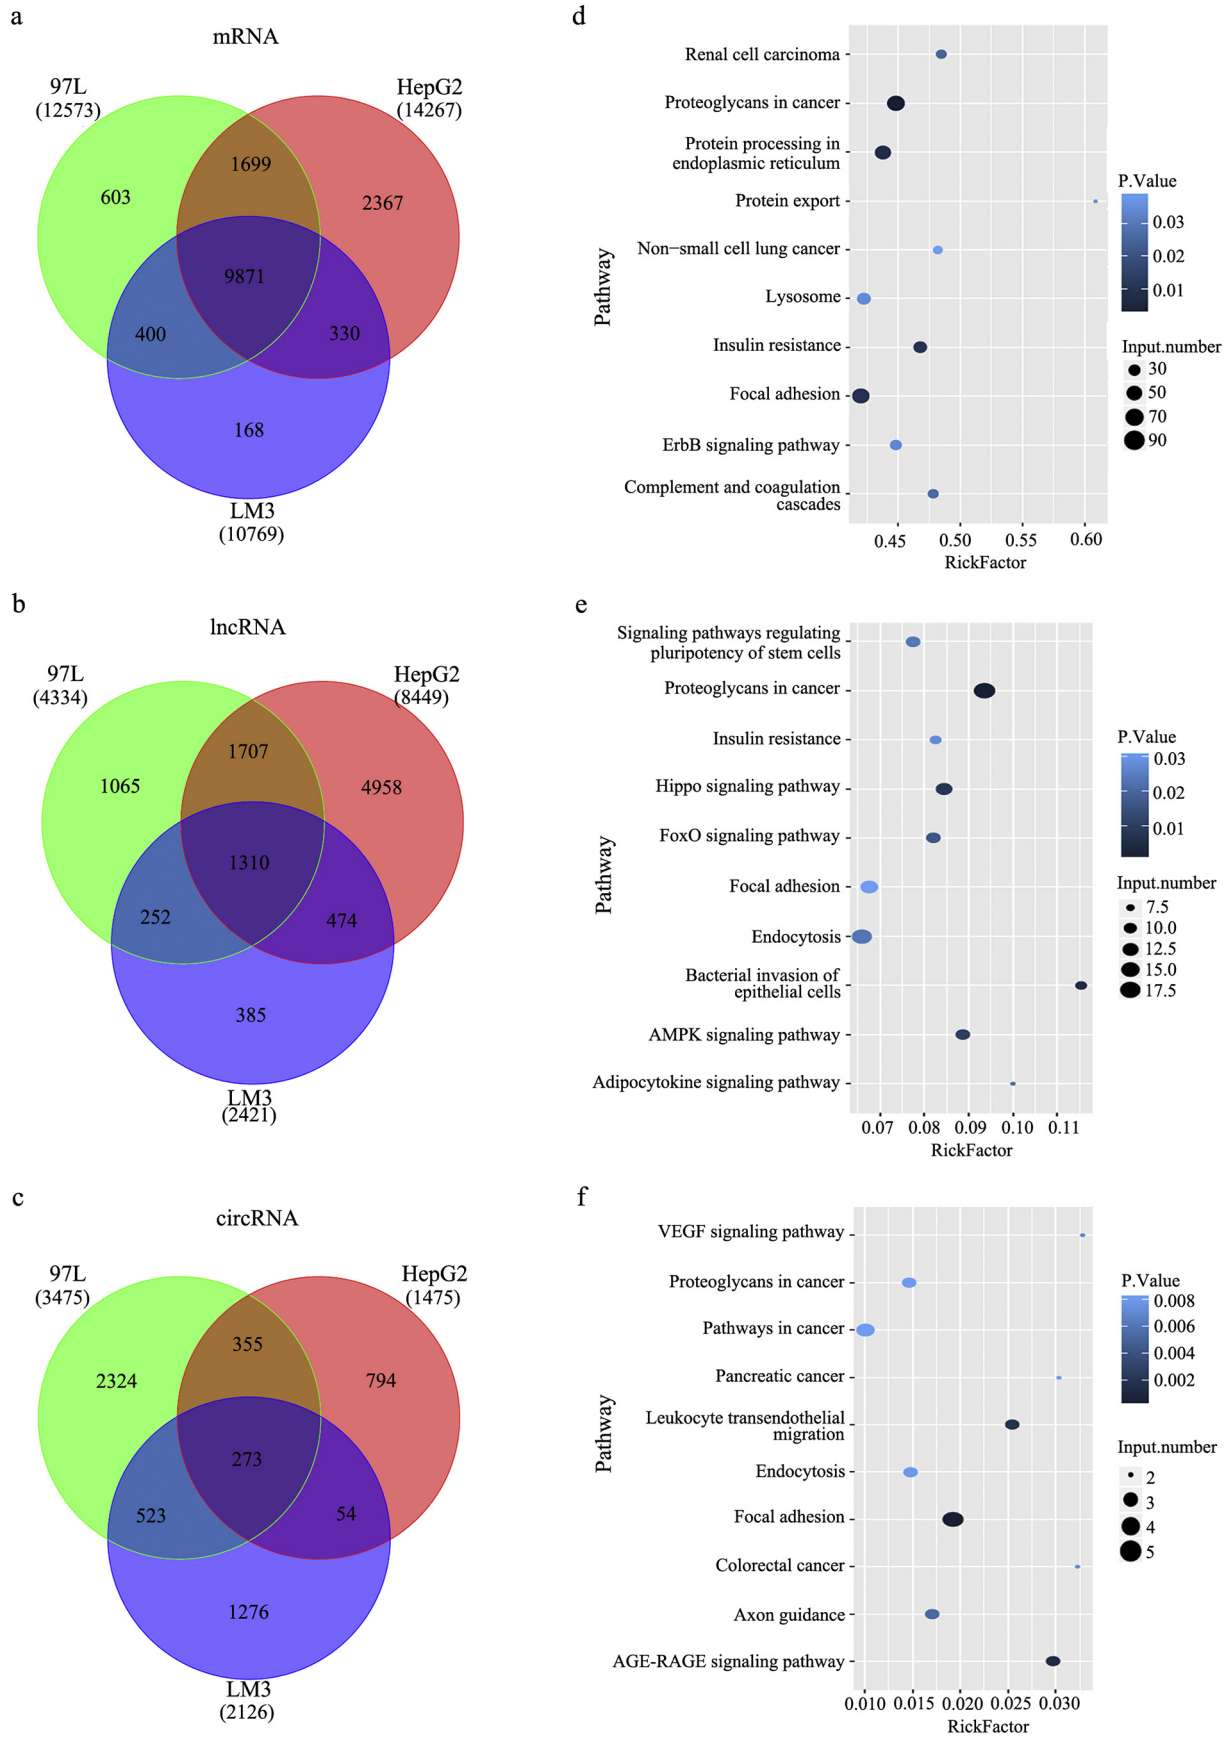 a
mRNA
97L
(12573)
HepG2
(14267)
1699
603
2367
9871
400
330
168
LM3
(10769)
d
Renal cell carcinoma
Proteoglycans in cancer
Protein processing in
endoplasmic reticulum
Protein export
Non−small cell lung cancer
Lysosome
Insulin resistance
Focal adhesion
ErbB signaling pathway
Complement and coagulation
cascades
Pathway
0.45 0.50 0.55 0.60
RickFactor
P.Value
0.03
0.02
0.01
Input.number
30
50
70
90
b
lncRNA
97L
(4334)
HepG2
(8449)
1707
1065
4958
1310
252
474
385
LM3
(2421)
e
Signaling pathways regulating
pluripotency of stem cells
Proteoglycans in cancer
Insulin resistance
Hippo signaling pathway
FoxO signaling pathway
Focal adhesion
Endocytosis
Bacterial invasion of
epithelial cells
AMPK signaling pathway
Adipocytokine signaling pathway
Pathway
0.07 0.08 0.09 0.10 0.11
RickFactor
P.Value
0.03
0.02
0.01
Input.number
7.5
10.0
12.5
15.0
17.5
c
circRNA
97L
(3475)
HepG2
(1475)
355
2324
794
273
523
54
1276
LM3
(2126)
f
VEGF signaling pathway
Proteoglycans in cancer
Pathways in cancer
Pancreatic cancer
Leukocyte transendothelial
migration
Endocytosis
Focal adhesion
Colorectal cancer
Axon guidance
AGE-RAGE signaling pathway
Pathway
0.010 0.015 0.020 0.025 0.030
RickFactor
P.Value
0.008
0.006
0.004
0.002
Input.number
2
3
4
5